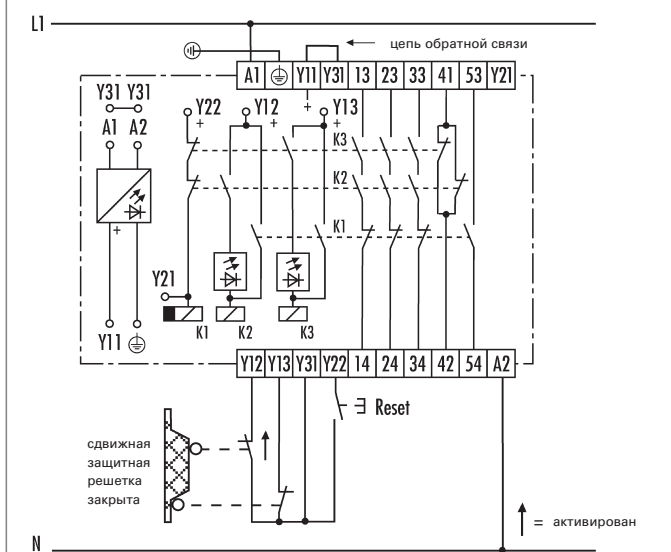 L1
цепь обратной связи
A1 Y11 Y31 13 23 33 41 53 Y21
Y31 Y31
A1 A2
Y22 Y12 Y13
+ + + +
K3
K2
K1
+
Y21
K1 K2 K3
Y11
Y12 Y13 Y31 Y22 14 24 34 42 54 A2
Reset
сдвижная
защитная
решетка
закрыта
= активирован
N